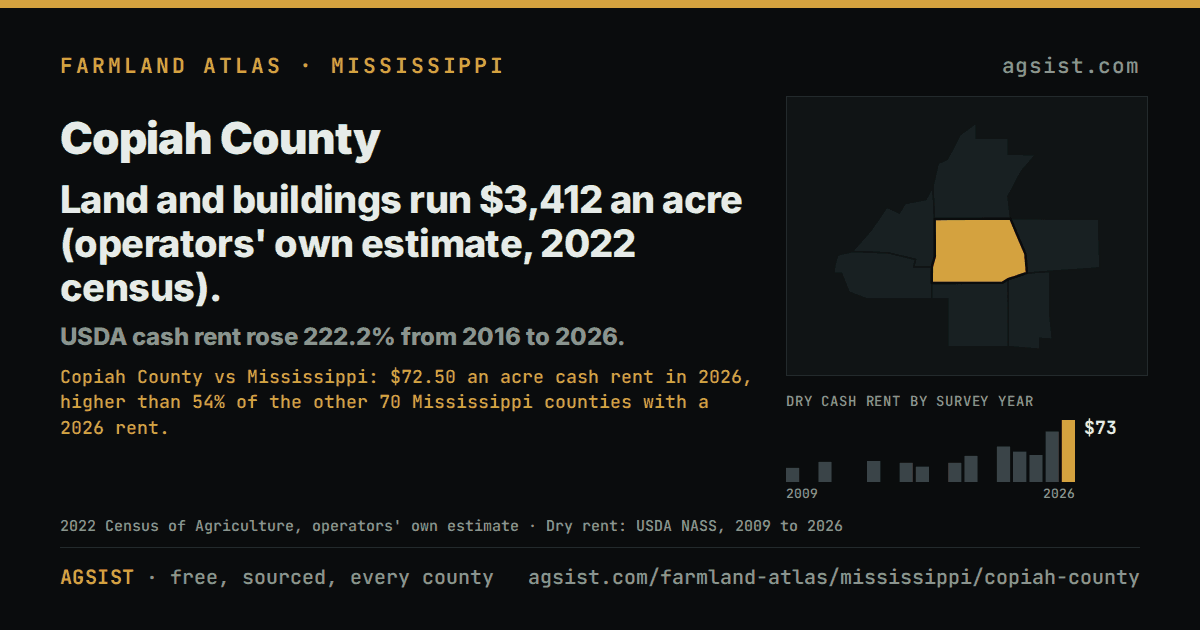 FARMLAND ATLAS · MISSISSIPPI
agsist.com
Copiah County
Land and buildings run $3,412 an acre
(operators' own estimate, 2022
census).
USDA cash rent rose 222.2% from 2016 to 2026.
Copiah County vs Mississippi: $72.50 an acre cash rent in 2026,
higher than 54% of the other 70 Mississippi counties with a
2026 rent.
DRY CASH RENT BY SURVEY YEAR
$73
2009
2026
2022 Census of Agriculture, operators' own estimate · Dry rent: USDA NASS, 2009 to 2026
AGSIST · free, sourced, every county
agsist.com/farmland-atlas/mississippi/copiah-county